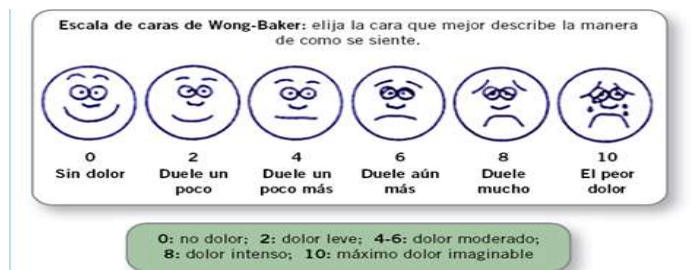 Escala de caras de Wong-Baker: elija la cara que mejor describe la manera
de como se siente.
0 2 4 6 8 10
Sin dolor Duele un Duele un Duele aún Duele El peor
poco poco más más mucho dolor
0: no dolor; 2: dolor leve; 4-6: dolor moderado;
8: dolor intenso; 10: máximo dolor imaginable